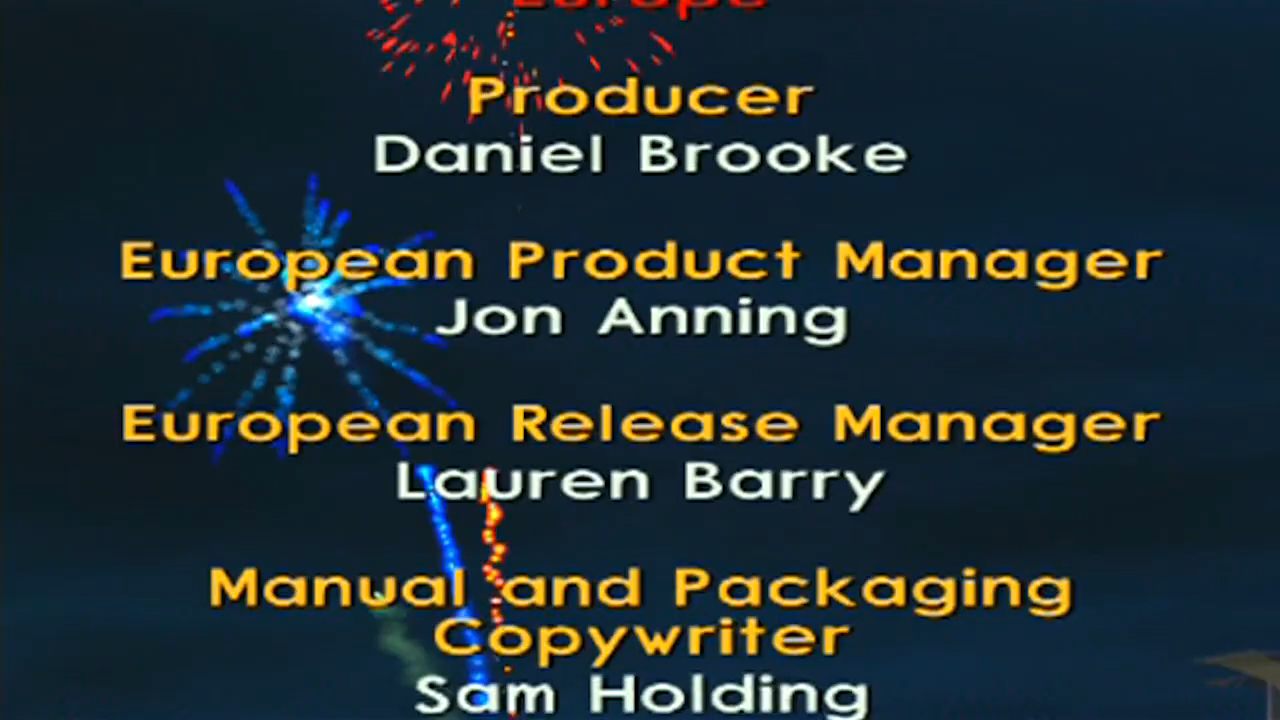 Europe
Producer
Daniel Brooke
European Product Manager
Jon Anning
European Release Manager
Lauren Barry
Manual and Packaging
Copywriter
Sam Holding